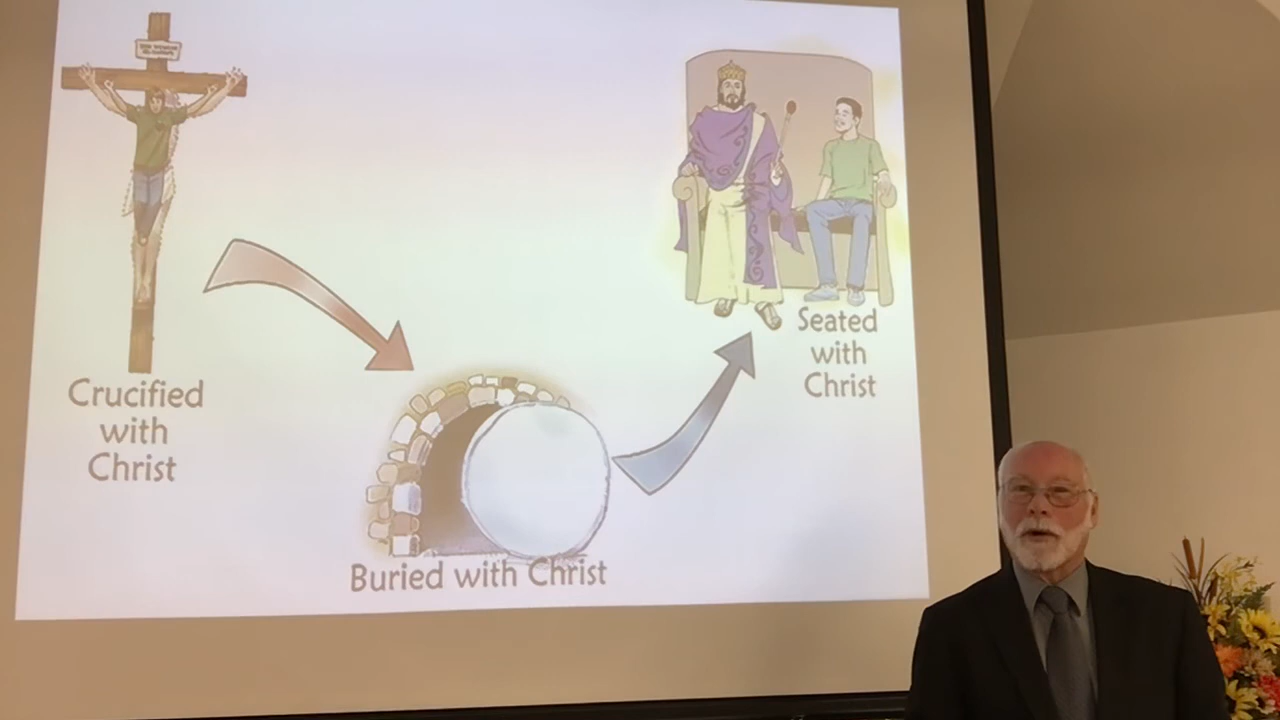 Crucified
with
Christ
Buried with Christ
Seated
with
Christ